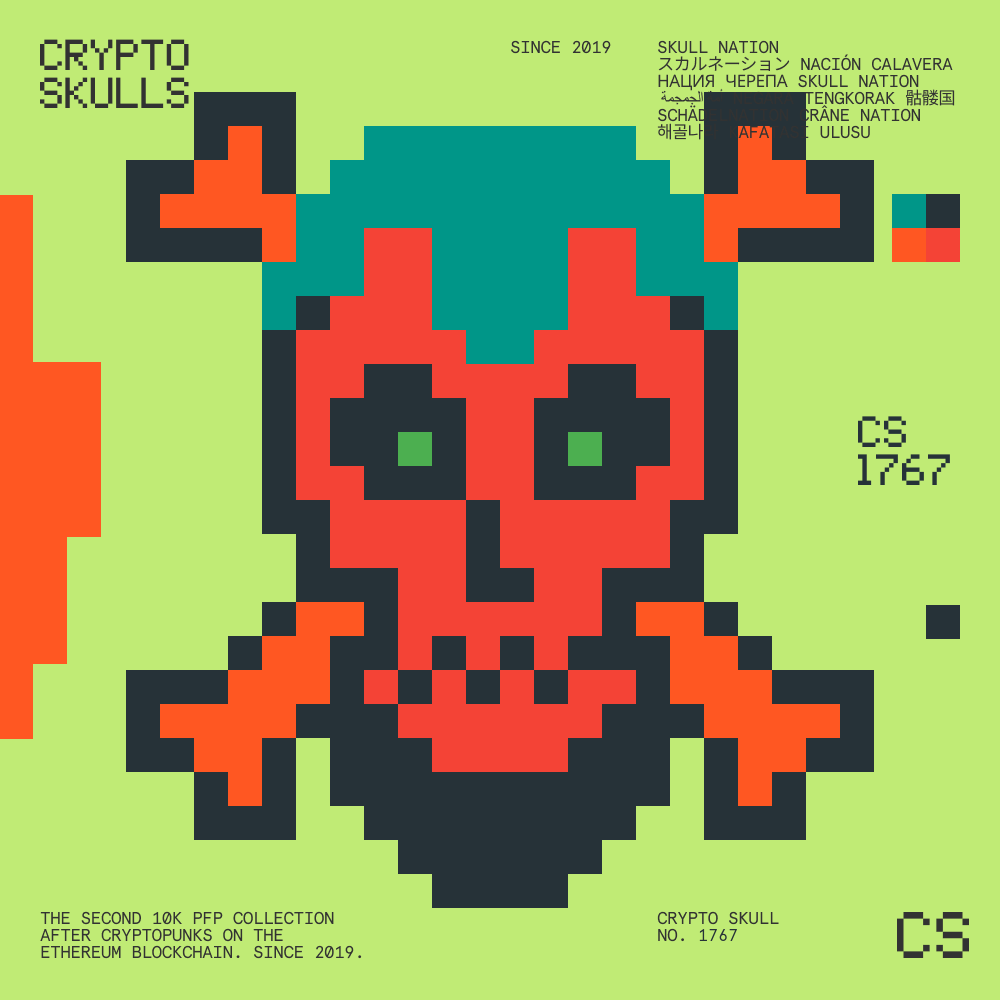 CRYPTO
SKULLS
SINCE 2019
SKULL NATION
スカルネーション NACIÓN CALAVERA
НАЦИЯ ЧЕРЕПА SKULL NATION
الجمجمة TENGKORAK 骷髅国
CRÂNE NATION
ULUSU
CS
1767
THE SECOND 10K PFP COLLECTION
AFTER CRYPTOPUNKS ON THE
ETHEREUM BLOCKCHAIN. SINCE 2019.
CRYPTO SKULL
NO. 1767
CS